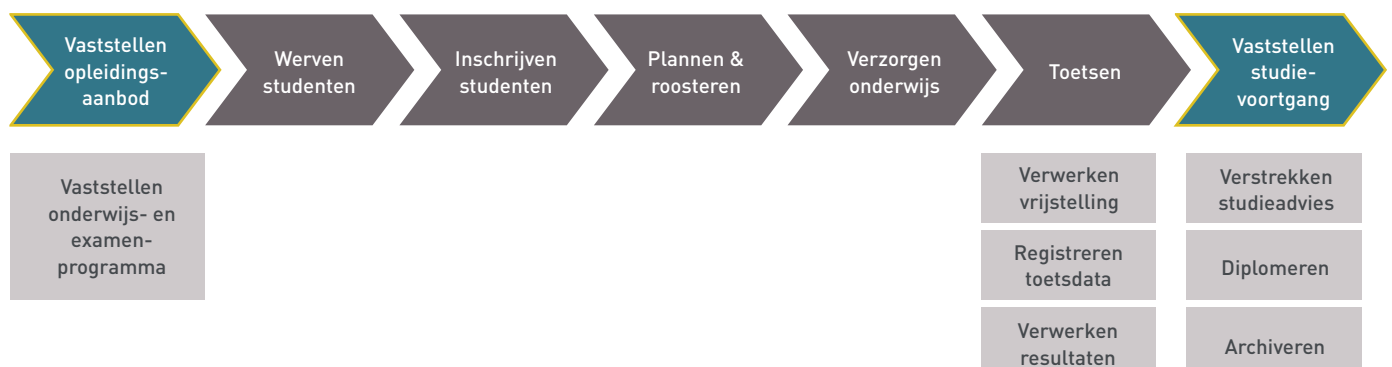 Vaststellen
opleidings-
aanbod
Werven
studenten
Inschrijven
studenten
Plannen &
roosteren
Verzorgen
onderwijs
Toetsen
Vaststellen
studie-
voortgang
Vaststellen
onderwijs- en
examen-
programma
Verwerken
vrijstelling
Registreren
toetsdata
Verwerken
resultaten
Verstrekken
studieadvies
Diplomeren
Archiveren